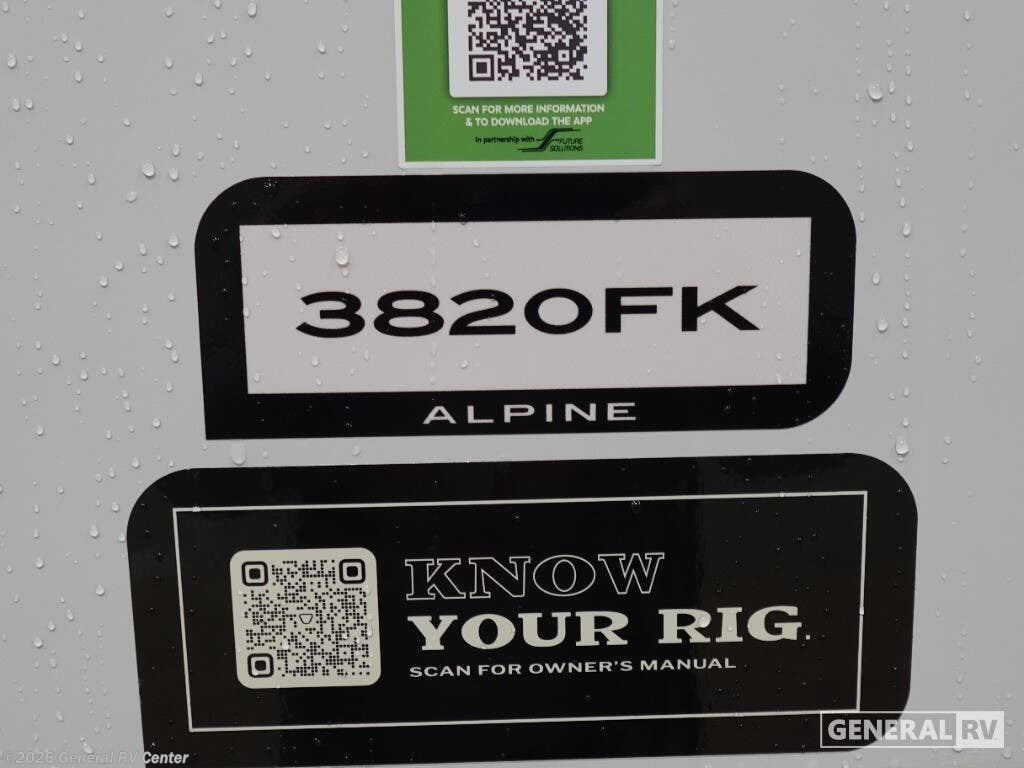 SCAN FOR MORE INFORMATION
& TO DOWNLOAD THE APP
In partnership with
FUTURE
SOLUTIONS
3820FK
ALPINE
KNOW
YOUR RIG.
SCAN FOR OWNER'S MANUAL
GENERAL RV
©2026 General RV Center